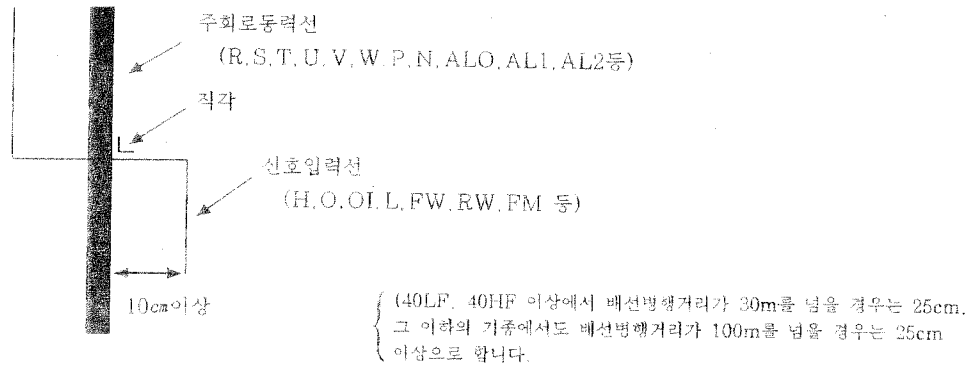 주회로동력선
(R,S,T,U,V,W,P,N,AL0,AL1,AL2등)
직각
신호입력선
(H,O,OI,L,FW,RW,FM 등)
10cm이상
(40LF, 40HF 이상에서 배선병행거리가 30m를 넘을 경우는 25cm.
그 이하의 기종에서도 배선병행거리가 100m를 넘을 경우는 25cm
이상으로 합니다.